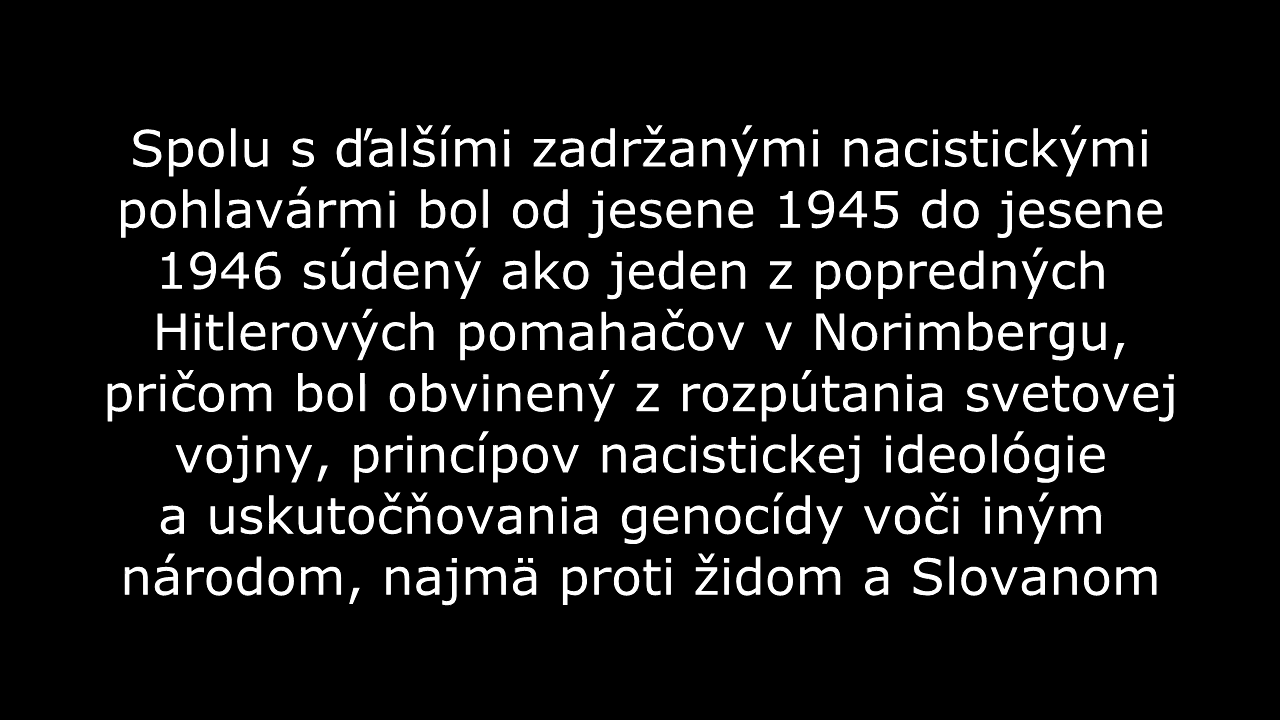 Spolu s ďalšími zadržanými nacistickými
pohlavármi bol od jesene 1945 do jesene
1946 súdený ako jeden z popredných
Hitlerových pomahačov v Norimbergu,
pričom bol obvinený z rozpútania svetovej
vojny, princípov nacistickej ideológie
a uskutočňovania genocídy voči iným
národom, najmä proti židom a Slovanom